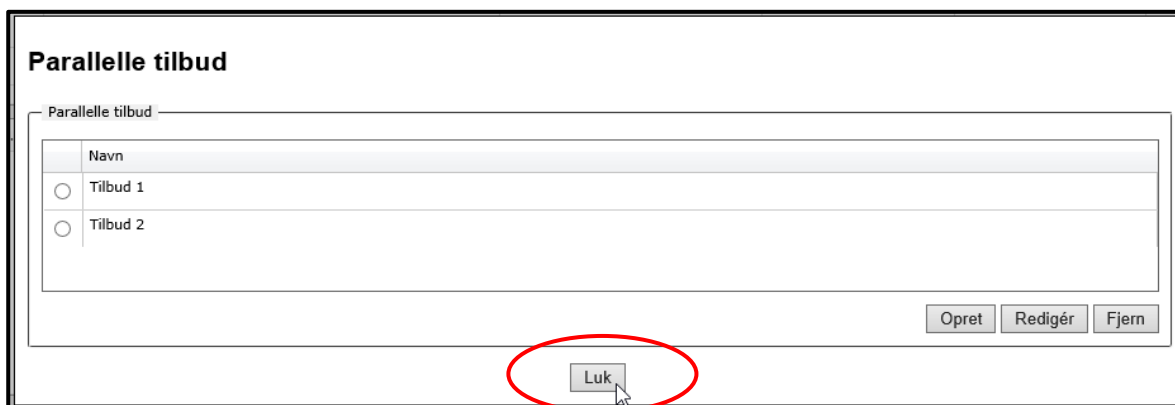 Parallelle tilbud
Parallelle tilbud
Navn
Tilbud 1
Tilbud 2
Opret Redigér Fjern
Luk